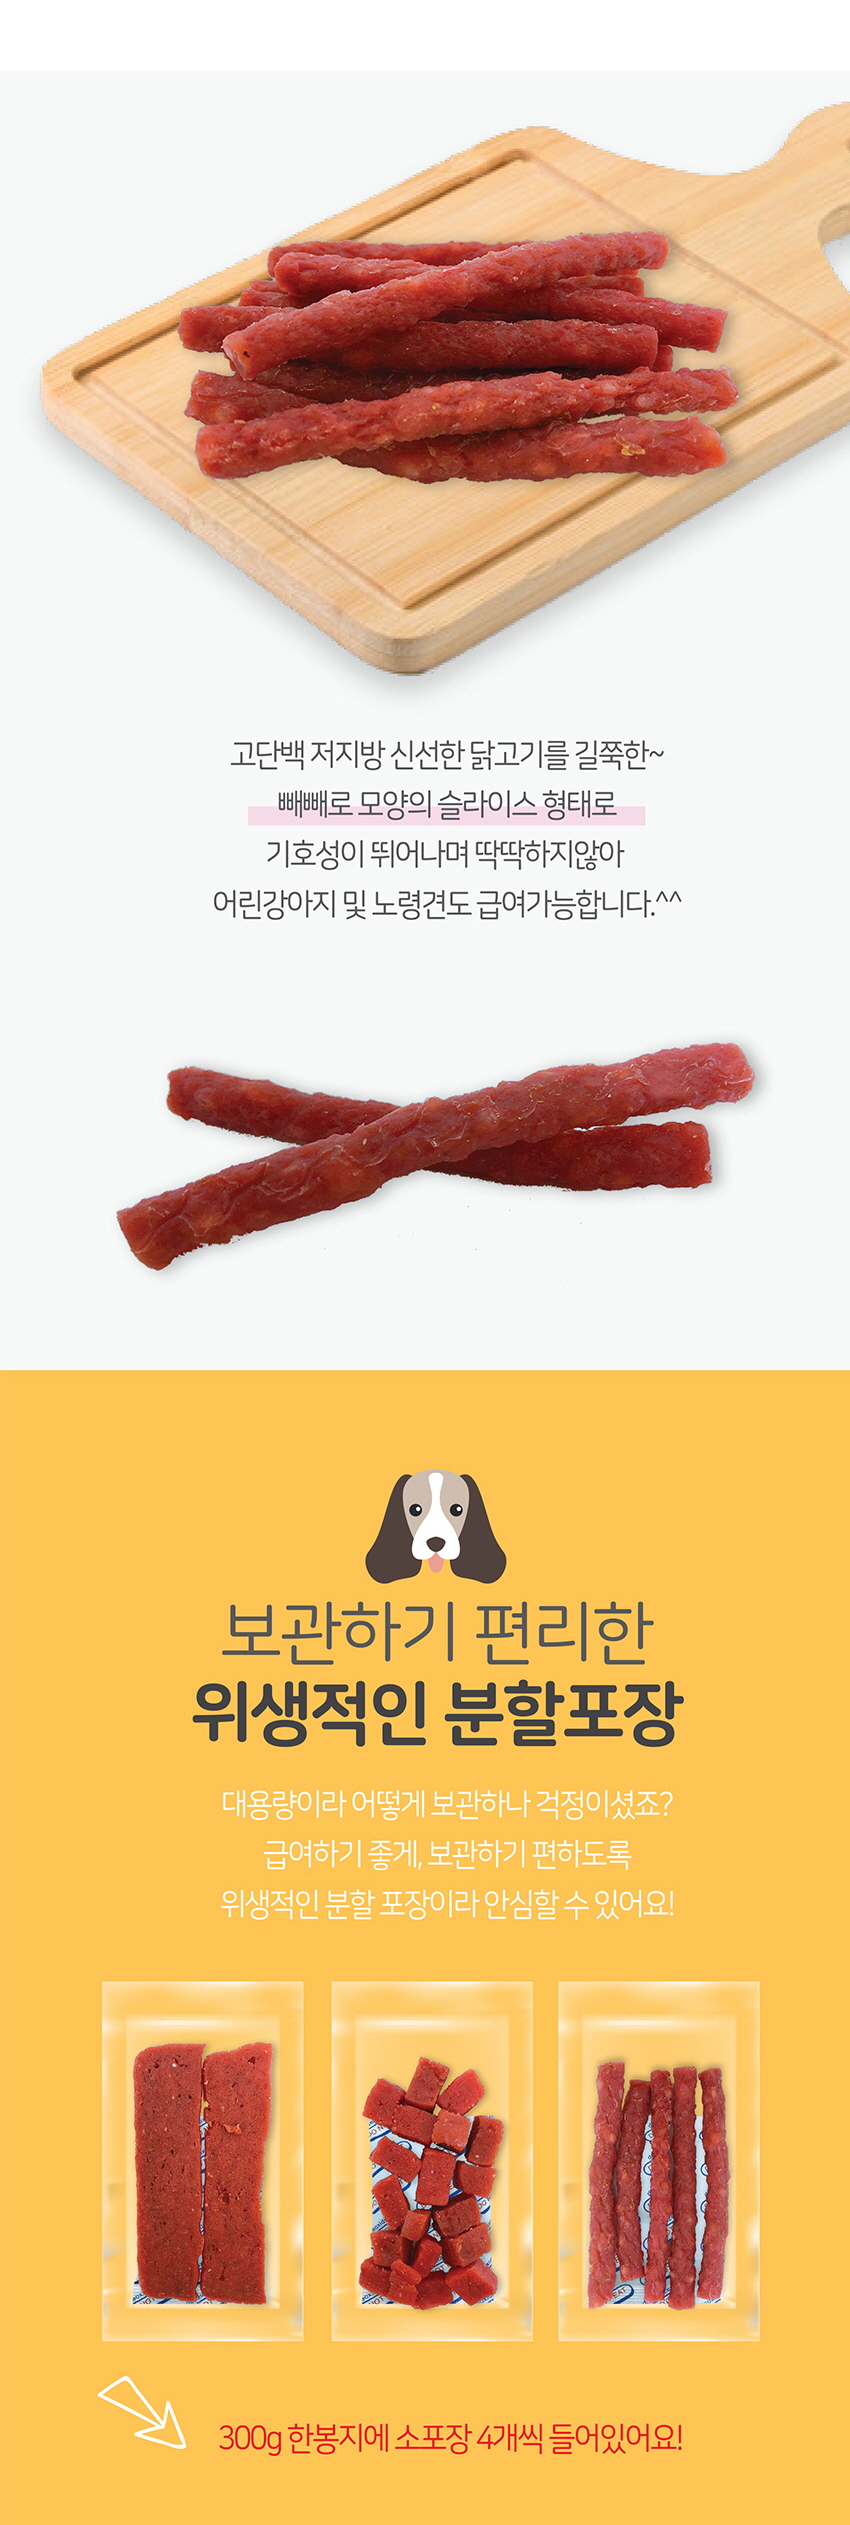 고단백 저지방 신선한 닭고기를 길쭉한~
빼빼로 모양의 슬라이스 형태로
기호성이 뛰어나며 딱딱하지않아
어린강아지 및 노령견도 급여가능합니다.^^
보관하기 편리한
위생적인 분할포장
대용량이라 어떻게 보관하나 걱정이셨죠?
급여하기 좋게, 보관하기 편하도록
위생적인 분할 포장이라 안심할 수 있어요!
300g 한봉지에 소포장 4개씩 들어있어요!